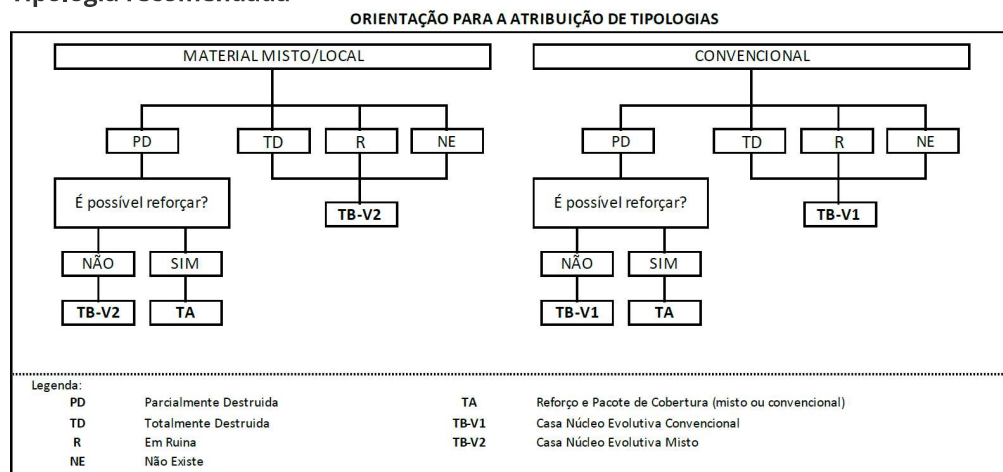 Tipologia recomendada
ORIENTAÇÃO PARA A ATRIBUIÇÃO DE TIPOLOGIAS
MATERIAL MISTO/LOCAL
PD TD R NE
É possível reforçar?
TB-V2
NÃO SIM
TB-V2 TA
CONVENCIONAL
PD TD R NE
É possível reforçar?
TB-V1
NÃO SIM
TB-V1 TA
Legenda:
PD Parcialmente Destruida
TD Totalmente Destruida
R Em Ruina
NE Não Existe
TA Reforço e Pacote de Cobertura (misto ou convencional)
TB-V1 Casa Núcleo Evolutiva Convencional
TB-V2 Casa Núcleo Evolutiva Misto